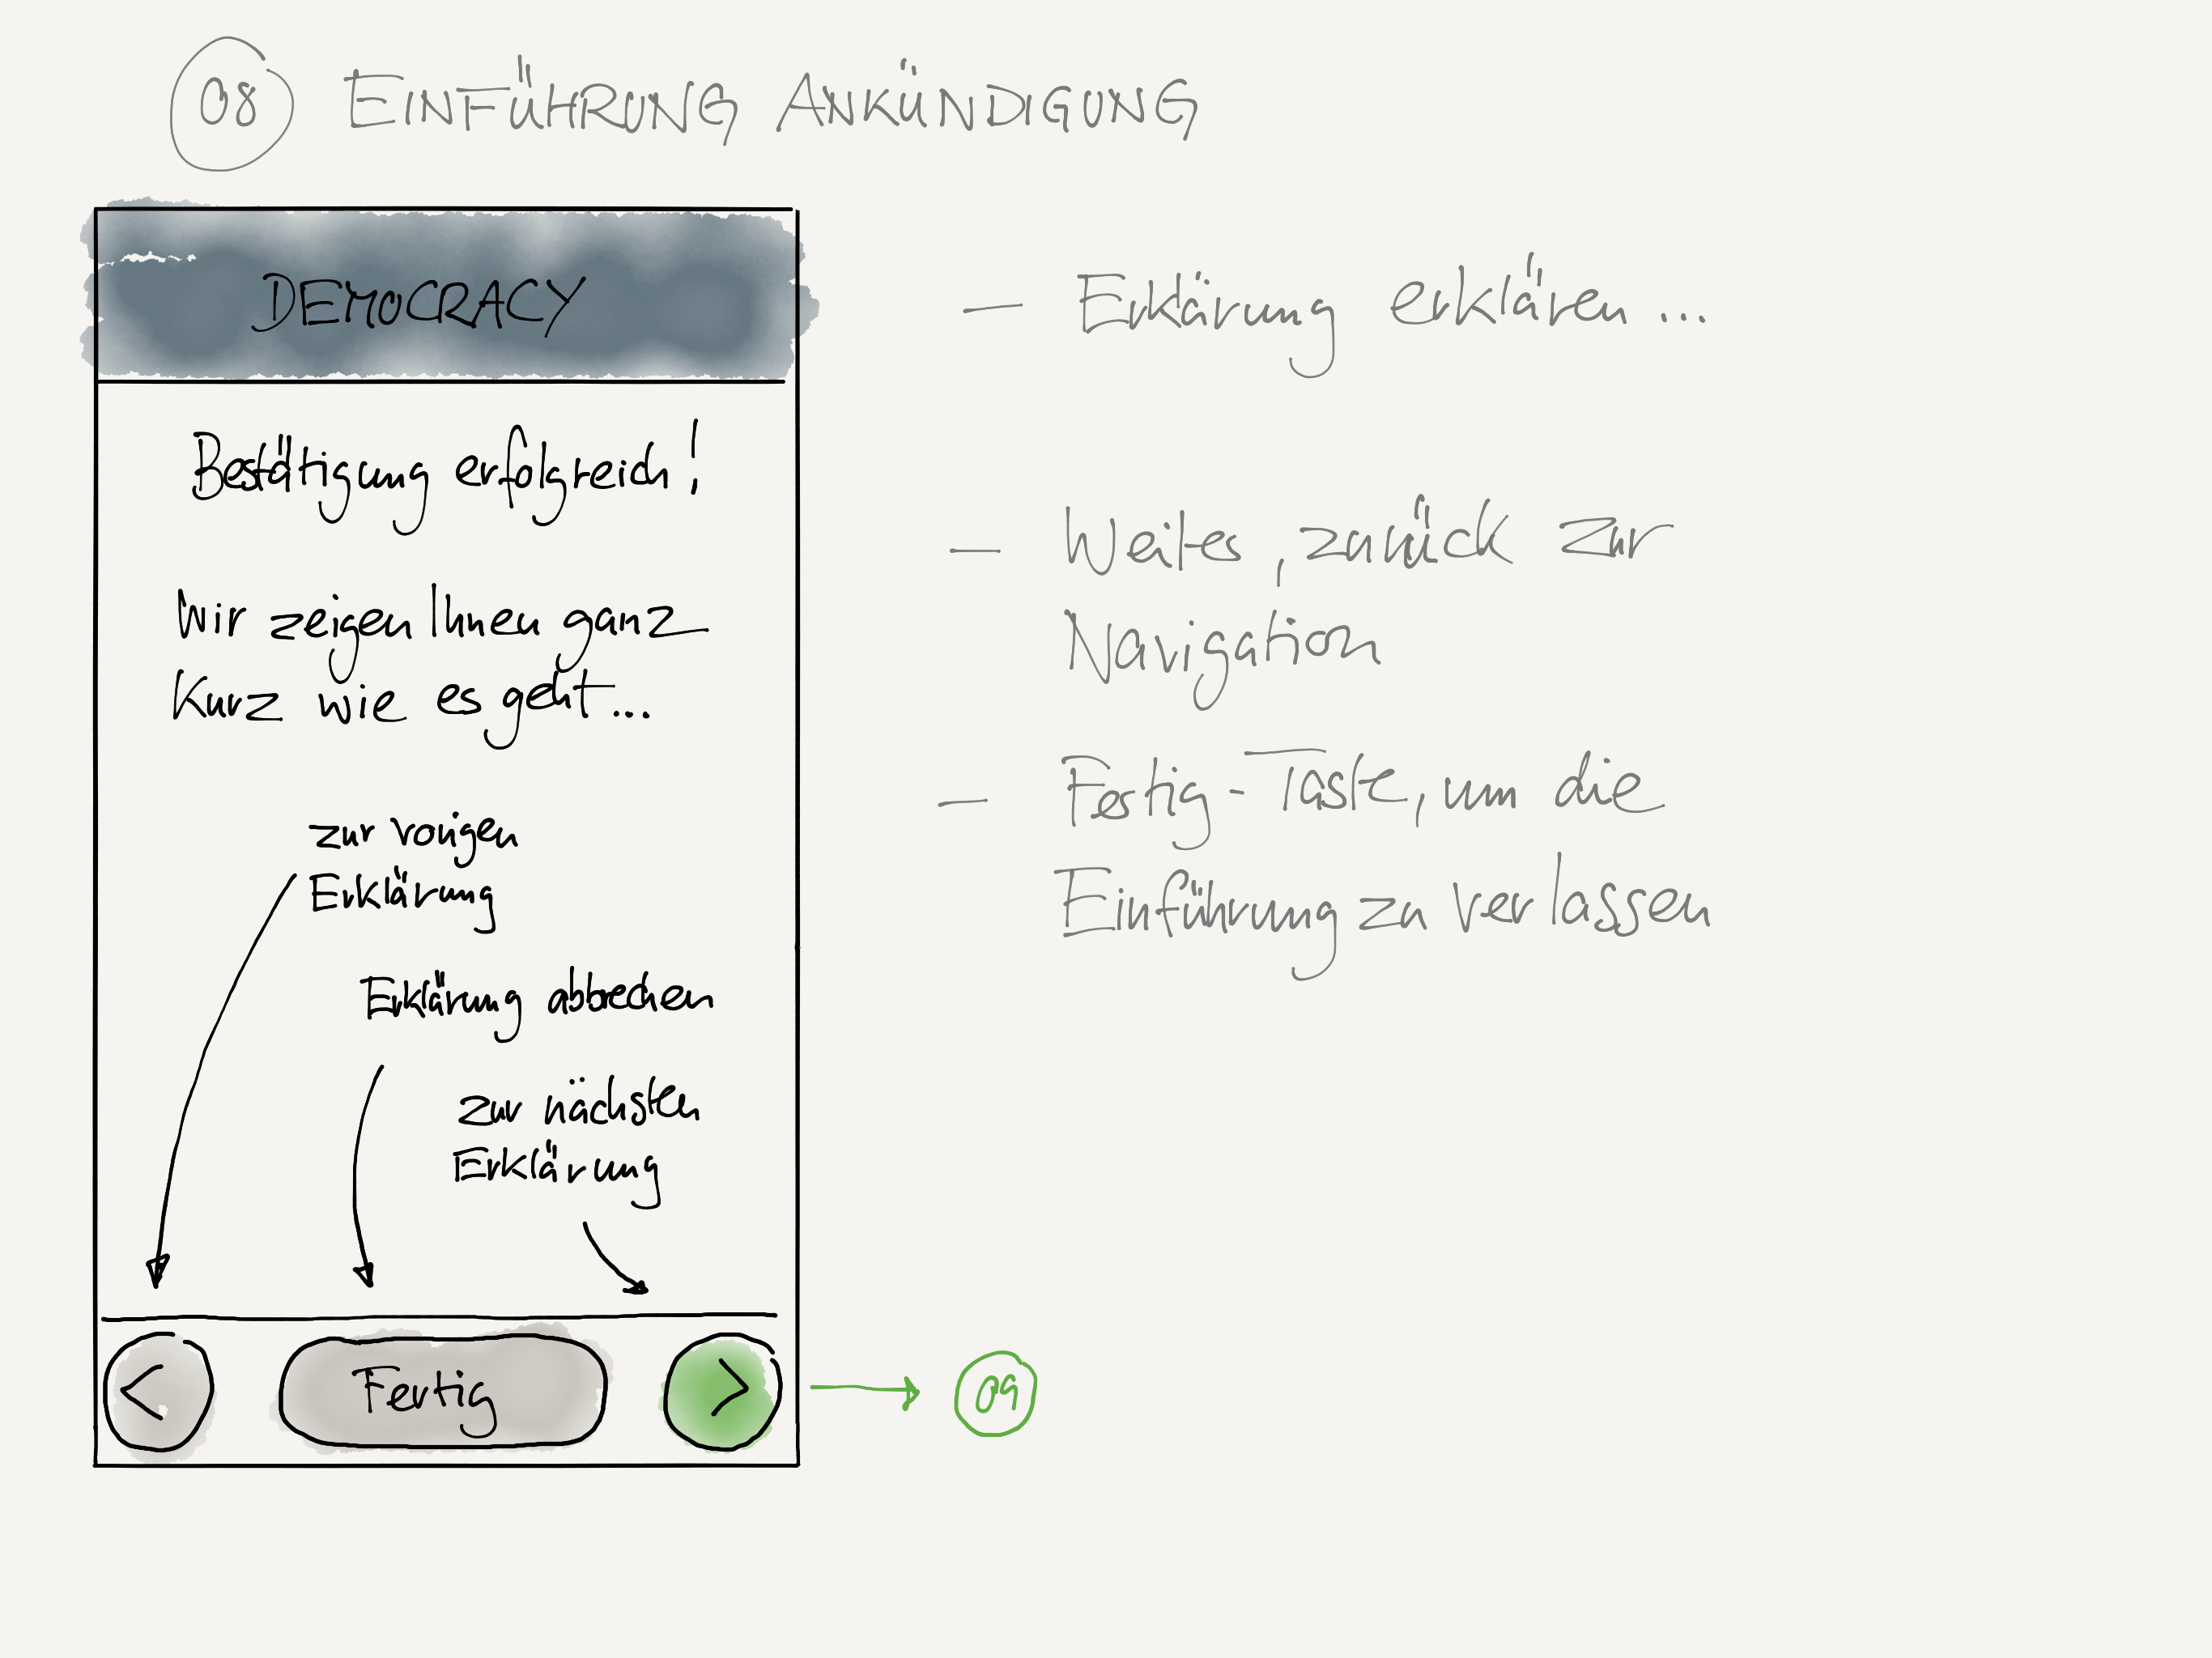 08 EINFÜHRUNG ANKÜNDIGUNG
DEMOCRACY
Bestätigung erfolgreich!
Wir zeigen Ihnen ganz
kurz wie es geht...
zur vorigen
Erklärung
Erklärung abbrechen
zur nächsten
Erklärung
< Fertig >
09
— Erklärung erklären...
— Weiter, zurück zur
Navigation
— Fertig-Taste, um die
Einführung zu verlassen